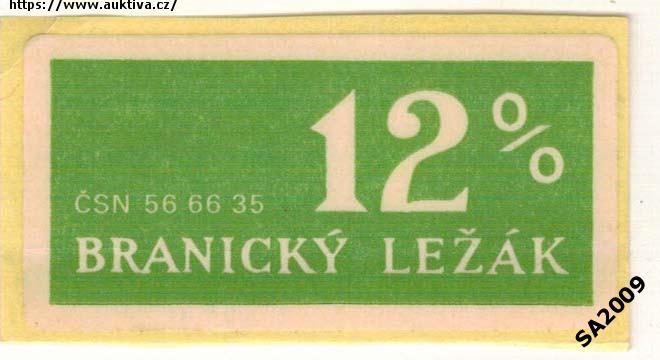 https://www.auktiva.cz/
12%
ČSN 56 66 35
BRANICKÝ LEŽÁK
SA2009